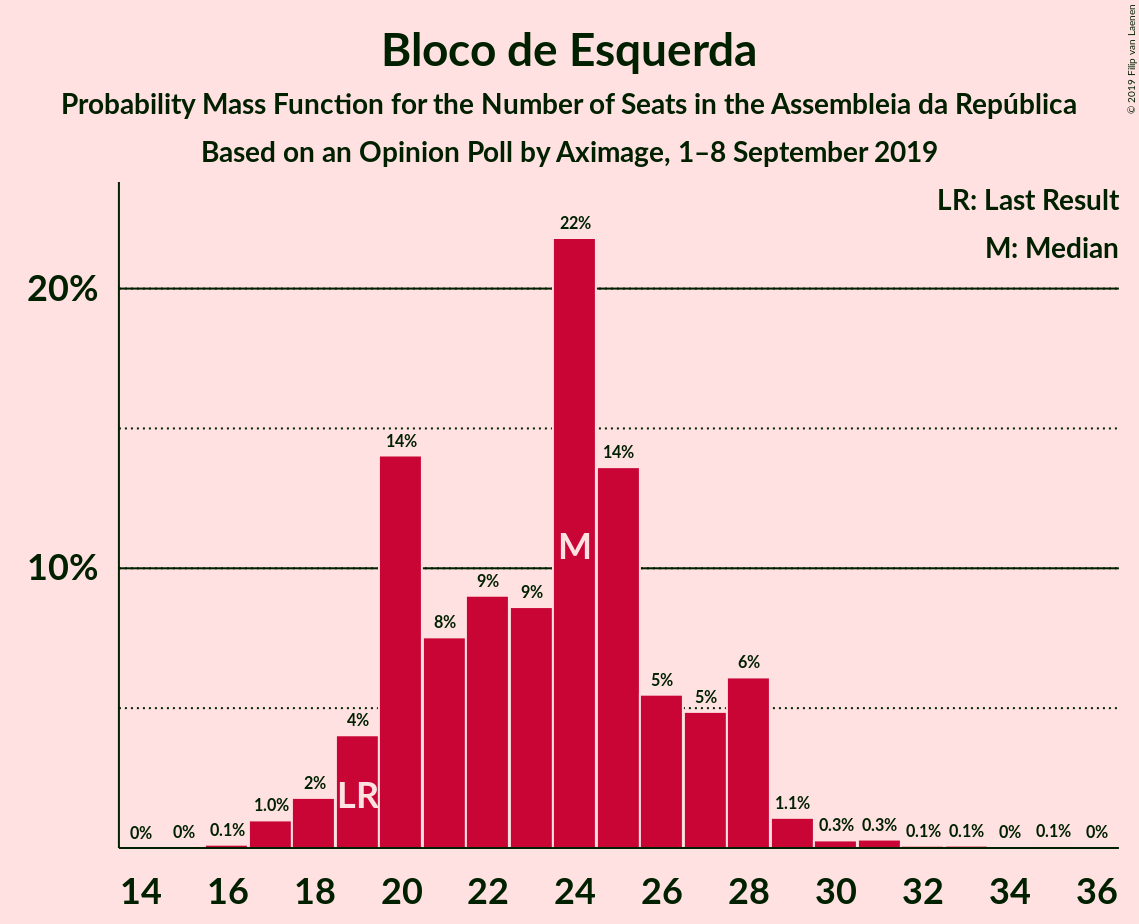 Bloco de Esquerda
Probability Mass Function for the Number of Seats in the Assembleia da República
Based on an Opinion Poll by Aximage, 1–8 September 2019
© 2019 Filip van Laenen
LR: Last Result
M: Median
20%
10%
0%
0%
0.1%
1.0%
2%
4%
14%
8%
9%
9%
22%
14%
5%
5%
6%
1.1%
0.3%
0.3%
0.1%
0.1%
0%
0.1%
0%
LR
M
14 16 18 20 22 24 26 28 30 32 34 36